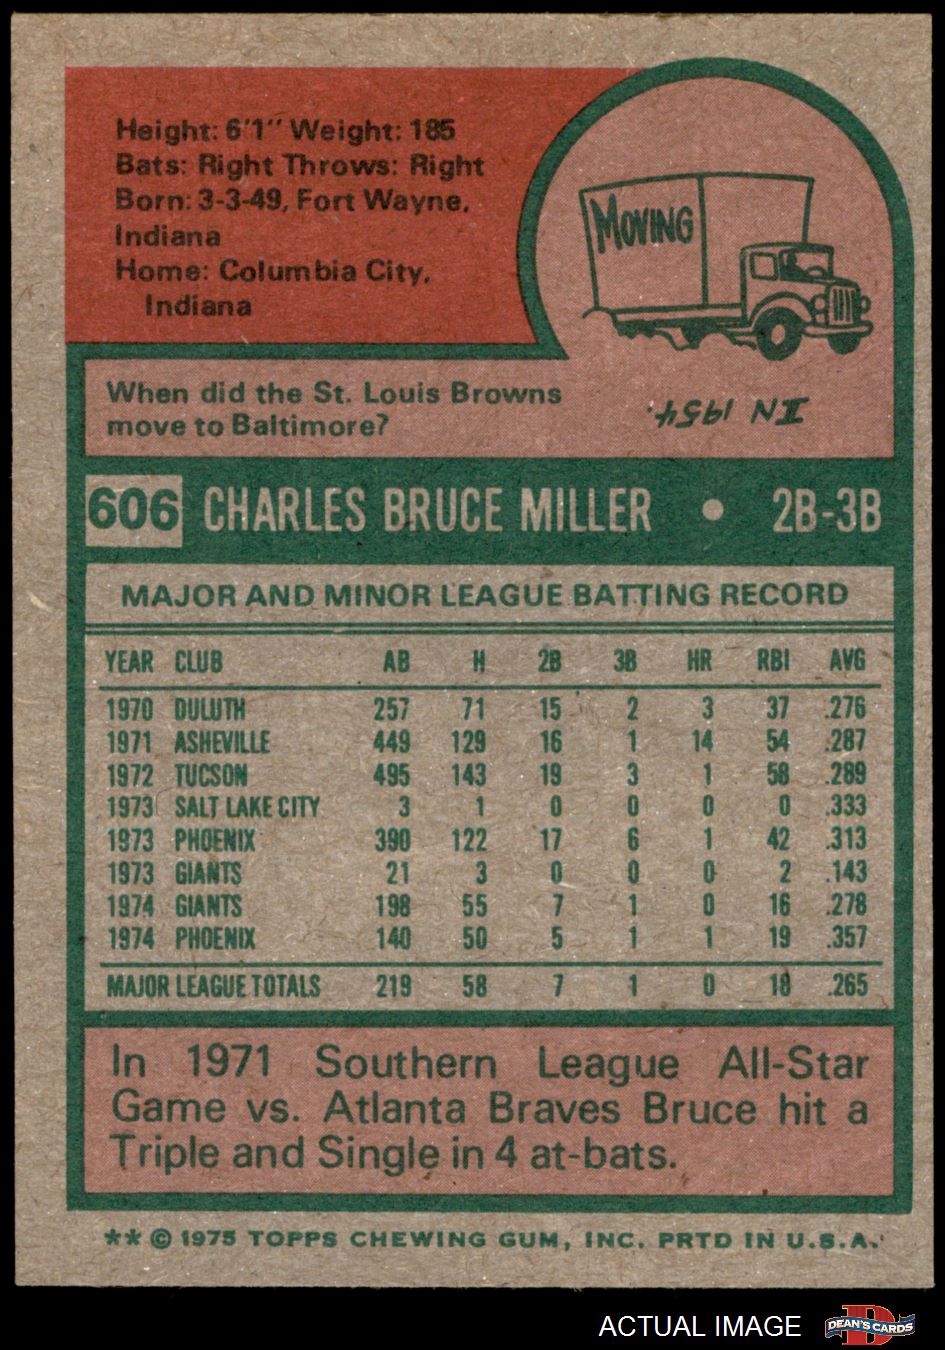 Height: 6'1" Weight: 185
Bats: Right Throws: Right
Born: 3-3-49, Fort Wayne,
Indiana
Home: Columbia City,
Indiana
MOVING
When did the St. Louis Browns
move to Baltimore?
IN 1954.
606 CHARLES BRUCE MILLER • 2B-3B
MAJOR AND MINOR LEAGUE BATTING RECORD
YEAR CLUB AB H 2B 3B HR RBI AVG
1970 DULUTH 257 71 15 2 3 37 .276
1971 ASHEVILLE 449 129 16 1 14 54 .287
1972 TUCSON 495 143 19 3 1 58 .289
1973 SALT LAKE CITY 3 1 0 0 0 0 .333
1973 PHOENIX 390 122 17 6 1 42 .313
1973 GIANTS 21 3 0 0 0 2 .143
1974 GIANTS 198 55 7 1 0 16 .278
1974 PHOENIX 140 50 5 1 1 19 .357
MAJOR LEAGUE TOTALS 219 58 7 1 0 18 .265
In 1971 Southern League All-Star
Game vs. Atlanta Braves Bruce hit a
Triple and Single in 4 at-bats.
** © 1975 TOPPS CHEWING GUM, INC. PRTD IN U.S.A.
ACTUAL IMAGE DEAN'S CARDS